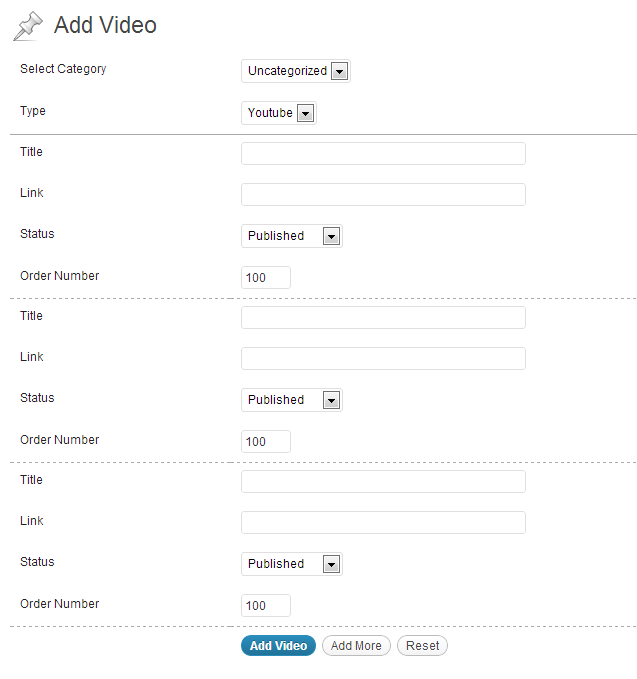 Add Video
Select Category Uncategorized
Type Youtube
Title
Link
Status Published
Order Number 100
Title
Link
Status Published
Order Number 100
Title
Link
Status Published
Order Number 100
Add Video Add More Reset